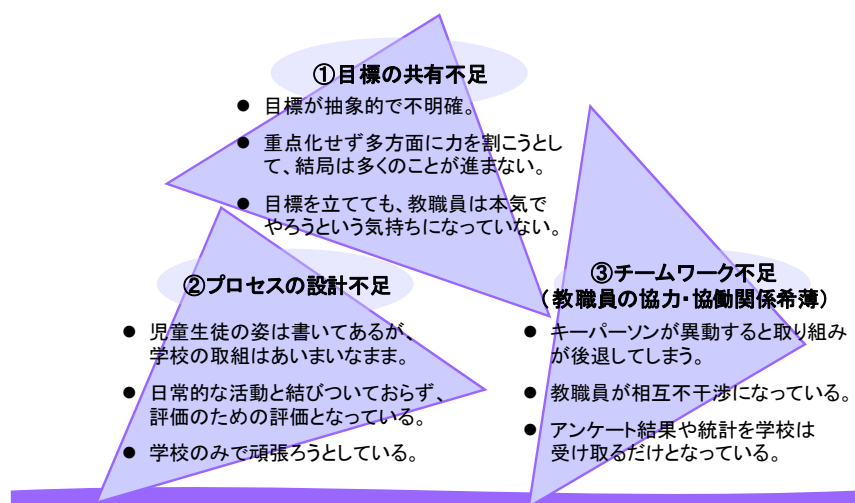 ①目標の共有不足
● 目標が抽象的で不明確。
● 重点化せず多方面に力を割こうとし
て、結局は多くのことが進まない。
● 目標を立てても、教職員は本気で
やろうという気持ちになっていない。
②プロセスの設計不足
● 児童生徒の姿は書いてあるが、
学校の取組はあいまいなまま。
● 日常的な活動と結びついておらず、
評価のための評価となっている。
● 学校のみで頑張ろうとしている。
③チームワーク不足
(教職員の協力・協働関係希薄)
● キーパーソンが異動すると取り組み
が後退してしまう。
● 教職員が相互不干渉になっている。
● アンケート結果や統計を学校は
受け取るだけとなっている。